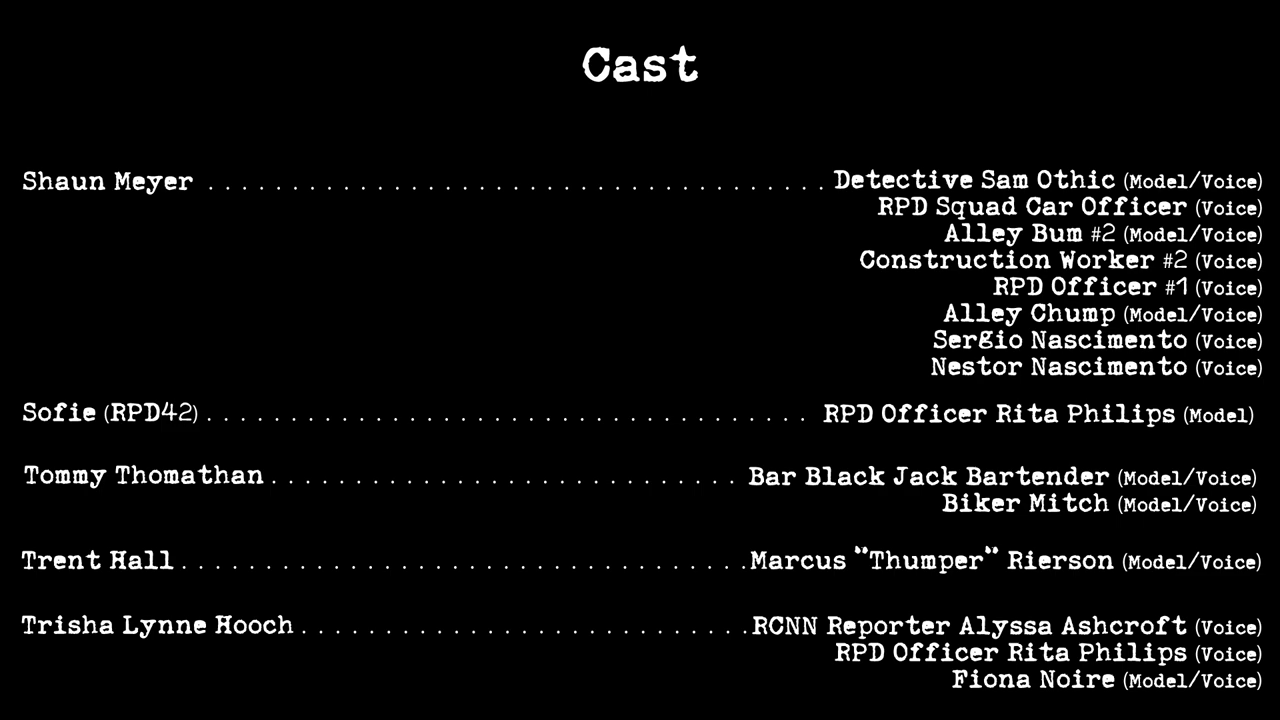 Cast
Shaun Meyer ..................................... Detective Sam Othic (Model/Voice)
RPD Squad Car Officer (Voice)
Alley Bum #2 (Model/Voice)
Construction Worker #2 (Voice)
RPD Officer #1 (Voice)
Alley Chump (Model/Voice)
Sergio Nascimento (Voice)
Nestor Nascimento (Voice)
Sofie (RPD42) .................................... RPD Officer Rita Philips (Model)
Tommy Thomathan ............................ Bar Black Jack Bartender (Model/Voice)
Biker Mitch (Model/Voice)
Trent Hall .................................. Marcus "Thumper" Rierson (Model/Voice)
Trisha Lynne Hooch ........................... RCNN Reporter Alyssa Ashcroft (Voice)
RPD Officer Rita Philips (Voice)
Fiona Noire (Model/Voice)